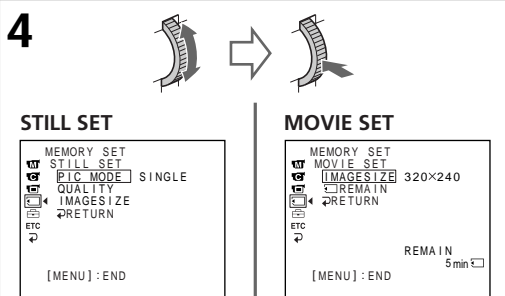 4
STILL SET
MEMORY SET
STILL SET
PIC MODE SINGLE
QUALITY
IMAGESIZE
RETURN
ETC
[MENU] : END
MOVIE SET
MEMORY SET
MOVIE SET
IMAGESIZE 320×240
REMAIN
RETURN
ETC
REMAIN
5 min
[MENU] : END